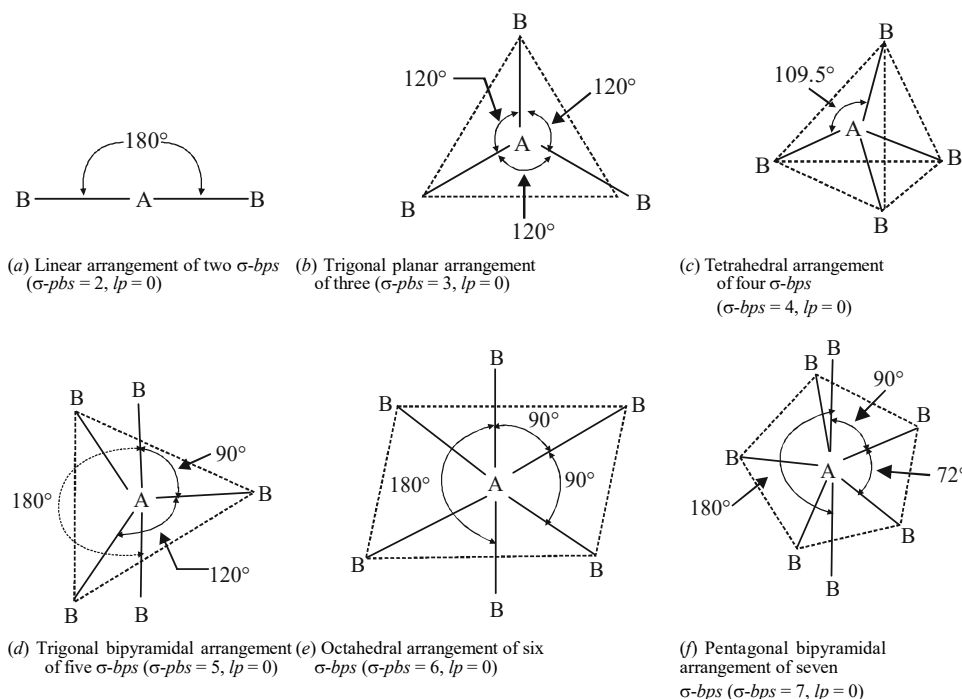 B
120°
120°
A
B
B
120°
B
109.5°
A
B
B
B
180°
B
A
B
(a) Linear arrangement of two σ-bps
(σ-pbs = 2, lp = 0)
(b) Trigonal planar arrangement
of three (σ-pbs = 3, lp = 0)
(c) Tetrahedral arrangement
of four σ-bps
(σ-bps = 4, lp = 0)
B
B
90°
180°
A
B
120°
B
B
B
B
B
90°
180°
A
90°
B
B
B
B
B
90°
B
B
A
72°
180°
B
B
B
(d) Trigonal bipyramidal arrangement
of five σ-bps (σ-pbs = 5, lp = 0)
(e) Octahedral arrangement of six
σ-bps (σ-pbs = 6, lp = 0)
(f) Pentagonal bipyramidal
arrangement of seven
σ-bps (σ-bps = 7, lp = 0)